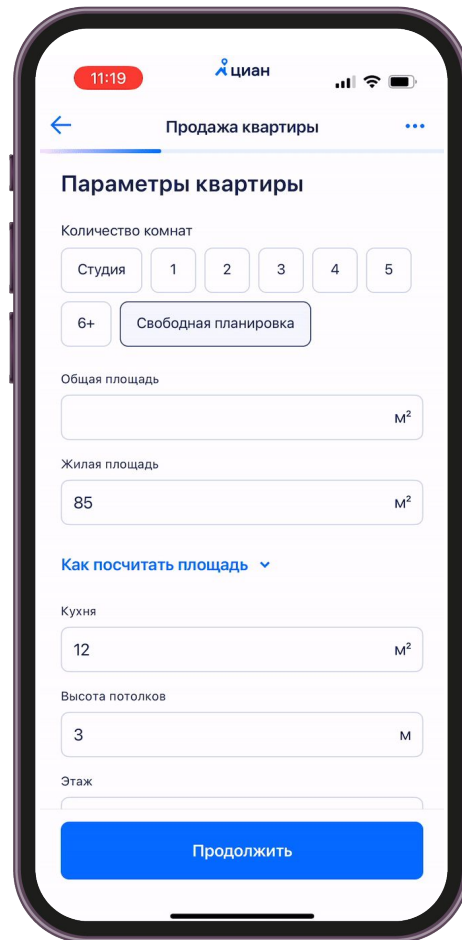 11:19
циан
Продажа квартиры
Параметры квартиры
Количество комнат
Студия 1 2 3 4 5
6+ Свободная планировка
Общая площадь
м²
Жилая площадь
85 м²
Как посчитать площадь
Кухня
12 м²
Высота потолков
3 м
Этаж
Продолжить